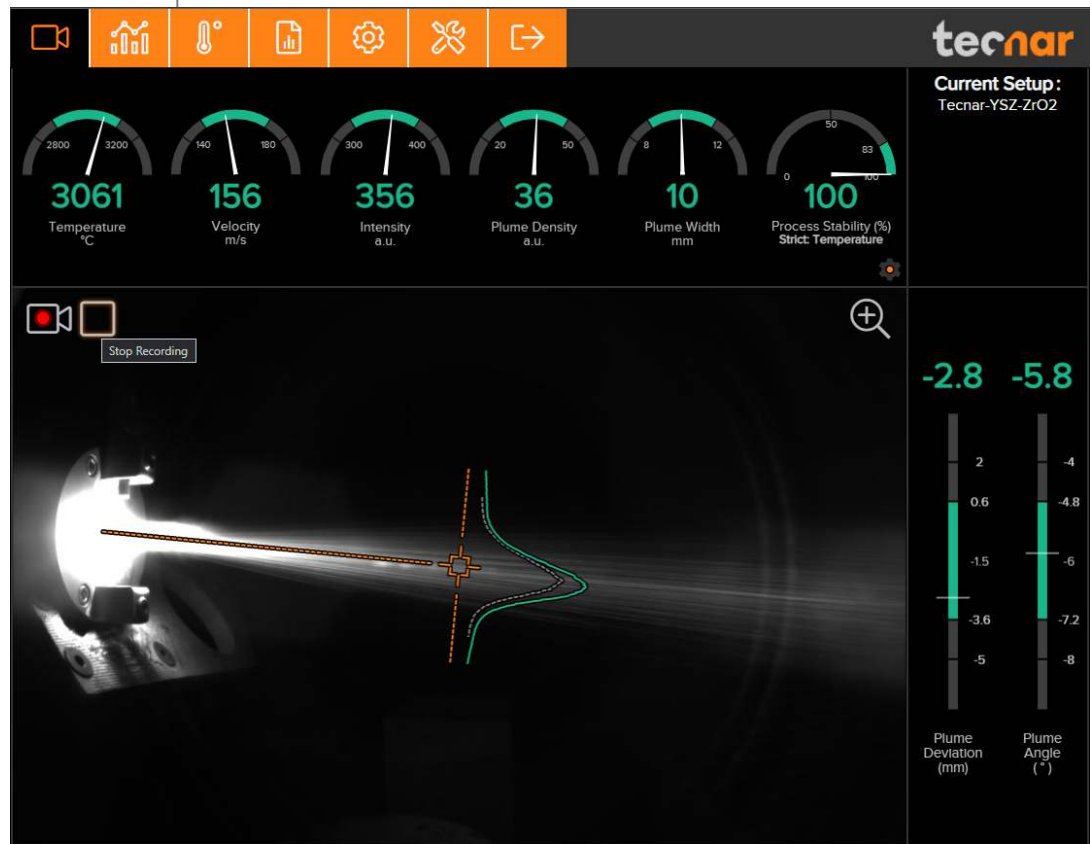 tecnar
Current Setup :
Tecnar-YSZ-ZrO2
2800 3200
3061
Temperature
°C
140 180
156
Velocity
m/s
300 400
356
Intensity
a.u.
20 50
36
Plume Density
a.u.
8 12
10
Plume Width
mm
50
83
0 100
100
Process Stability (%)
Strict: Temperature
Stop Recording
-2.8 -5.8
2 -4
0.6 -4.8
-1.5 -6
-3.6 -7.2
-5 -8
Plume Plume
Deviation Angle
(mm) (°)